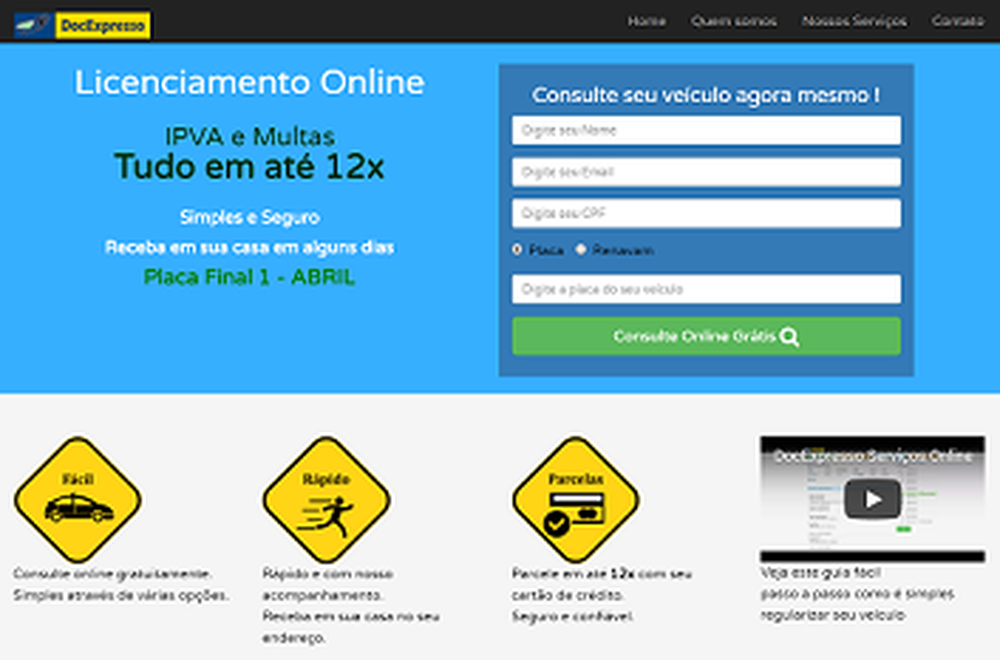 DocExpresso
Home Quem somos Nossos Serviços Contato
Licenciamento Online
IPVA e Multas
Tudo em até 12x
Simples e Seguro
Receba em sua casa em alguns dias
Placa Final 1 - ABRIL
Consulte seu veículo agora mesmo !
Digite seu Nome
Digite seu Email
Digite seu CPF
Placa Renavam
Digite a placa do seu veículo
Consulte Online Grátis
Fácil
Consulte online gratuitamente.
Simples através de várias opções.
Rápido
Rápido e com nosso
acompanhamento.
Receba em sua casa no seu
endereço.
Parcelas
Parcele em até 12x com seu
cartão de crédito.
Seguro e confiável.
DocExpresso Serviços Online
Veja este guia fácil
passo a passo como é simples
regularizar seu veículo